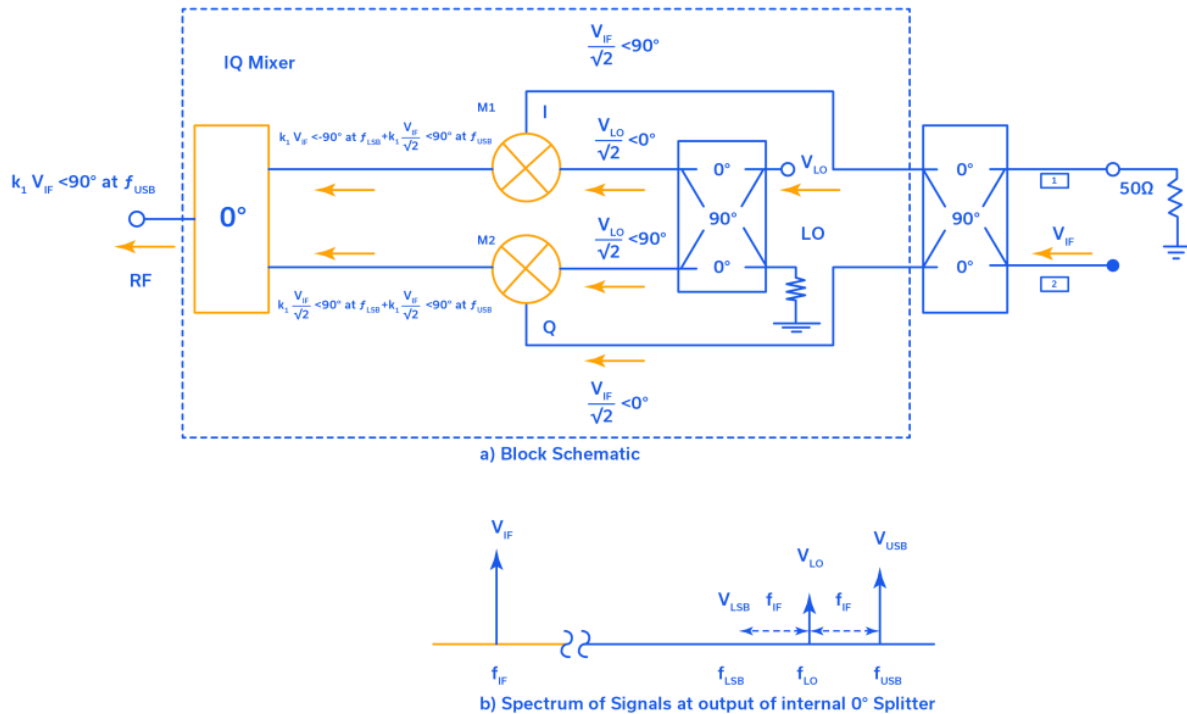 V_IF/√2 <90°
IQ Mixer
M1
I
k₁ V_IF <-90° at f_LSB+k₁ V_IF/√2 <90° at f_USB
V_LO/√2 <0°
0°
V_LO
0°
1
50Ω
k₁ V_IF <90° at f_USB
0°
90°
90°
M2
V_LO/√2 <90°
LO
V_IF
0°
0°
RF
2
k₁ V_IF/√2 <90° at f_LSB+k₁ V_IF/√2 <90° at f_USB
Q
V_IF/√2 <0°
a) Block Schematic
V_IF
V_USB
V_LO
V_LSB f_IF f_IF
f_IF f_LSB f_LO f_USB
b) Spectrum of Signals at output of internal 0° Splitter